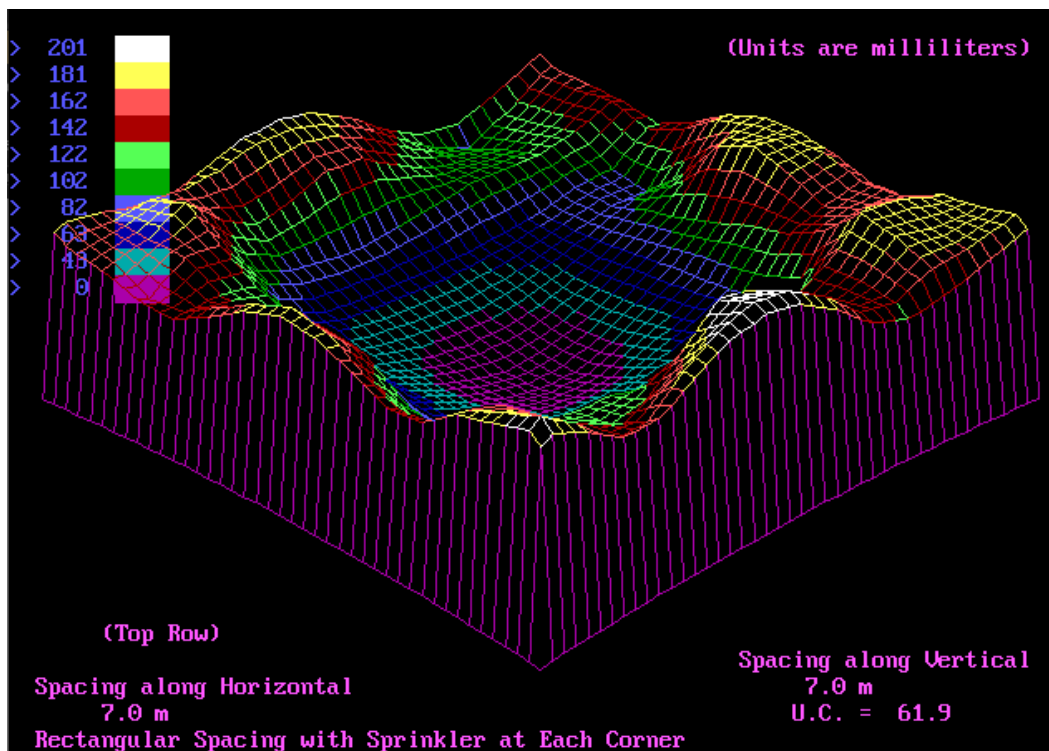 > 201
(Units are milliliters)
> 181
> 162
> 142
> 122
> 102
> 82
> 63
> 43
> 0
(Top Row)
Spacing along Horizontal
7.0 m
Spacing along Vertical
7.0 m
U.C. = 61.9
Rectangular Spacing with Sprinkler at Each Corner